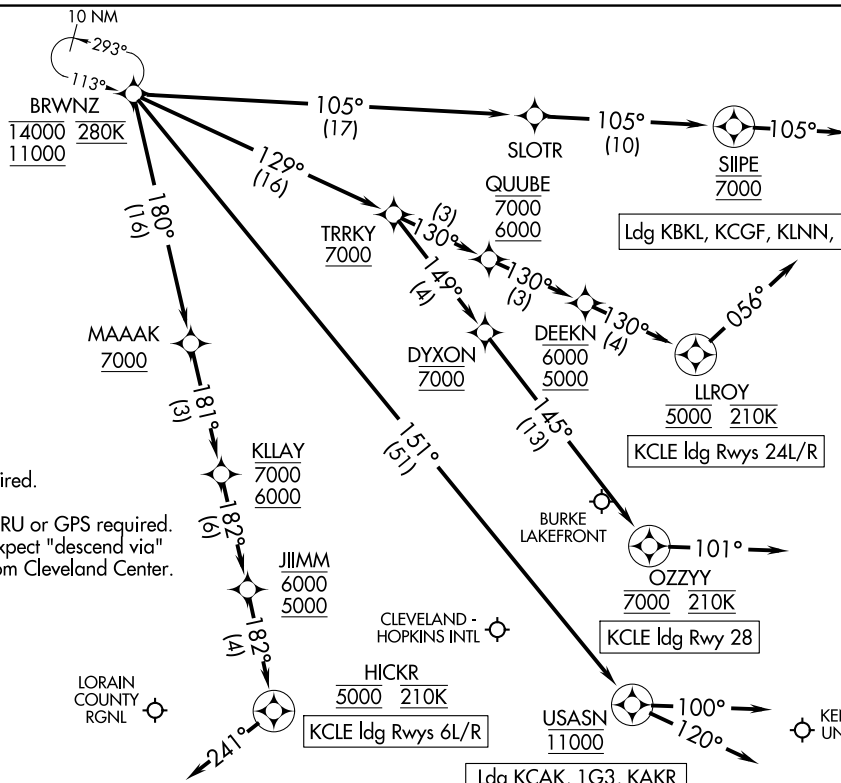 10 NM
293°
113°
BRWNZ
14000 280K
11000
105°
(17)
SLOTR
105°
(10)
SIIPE
7000
105°
Ldg KBKL, KCGF, KLNN,
129°
(16)
TRRKY
7000
(3)
130°
QUUBE
7000
6000
130°
(3)
DEEKN
6000
5000
130°
(4)
056°
LLROY
5000 210K
KCLE ldg Rwys 24L/R
149°
(4)
DYXON
7000
145°
(13)
BURKE
LAKEFRONT
101°
OZZYY
7000 210K
KCLE ldg Rwy 28
180°
(16)
MAAAK
7000
181°
(3)
KLLAY
7000
6000
182°
(6)
JIIMM
6000
5000
182°
(4)
HICKR
5000 210K
KCLE ldg Rwys 6L/R
241°
151°
(51)
CLEVELAND -
HOPKINS INTL
LORAIN
COUNTY
RGNL
USASN
11000
100°
120°
Ldg KCAK, 1G3, KAKR
ired.
RU or GPS required.
xpect "descend via"
om Cleveland Center.